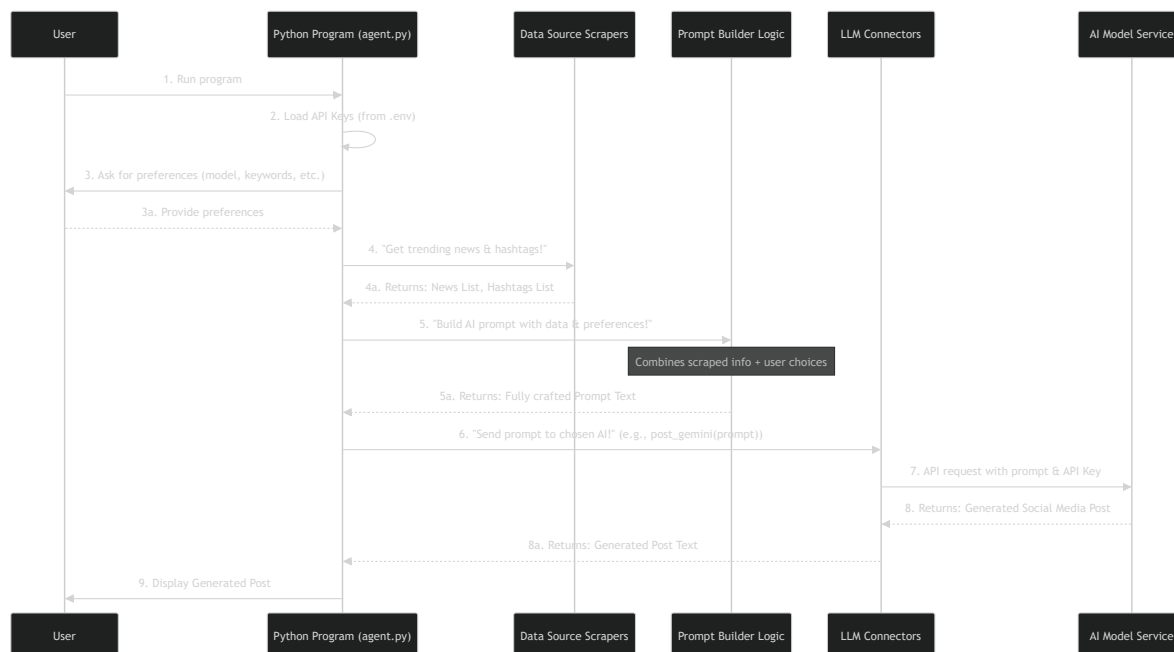 User
Python Program (agent.py)
Data Source Scrapers
Prompt Builder Logic
LLM Connectors
AI Model Service
1. Run program
2. Load API Keys (from .env)
3. Ask for preferences (model, keywords, etc.)
3a. Provide preferences
4. "Get trending news & hashtags!"
4a. Returns: News List, Hashtags List
5. "Build AI prompt with data & preferences!"
Combines scraped info + user choices
5a. Returns: Fully crafted Prompt Text
6. "Send prompt to chosen AI!" (e.g., post_gemini(prompt))
7. API request with prompt & API Key
8. Returns: Generated Social Media Post
8a. Returns: Generated Post Text
9. Display Generated Post
User
Python Program (agent.py)
Data Source Scrapers
Prompt Builder Logic
LLM Connectors
AI Model Service